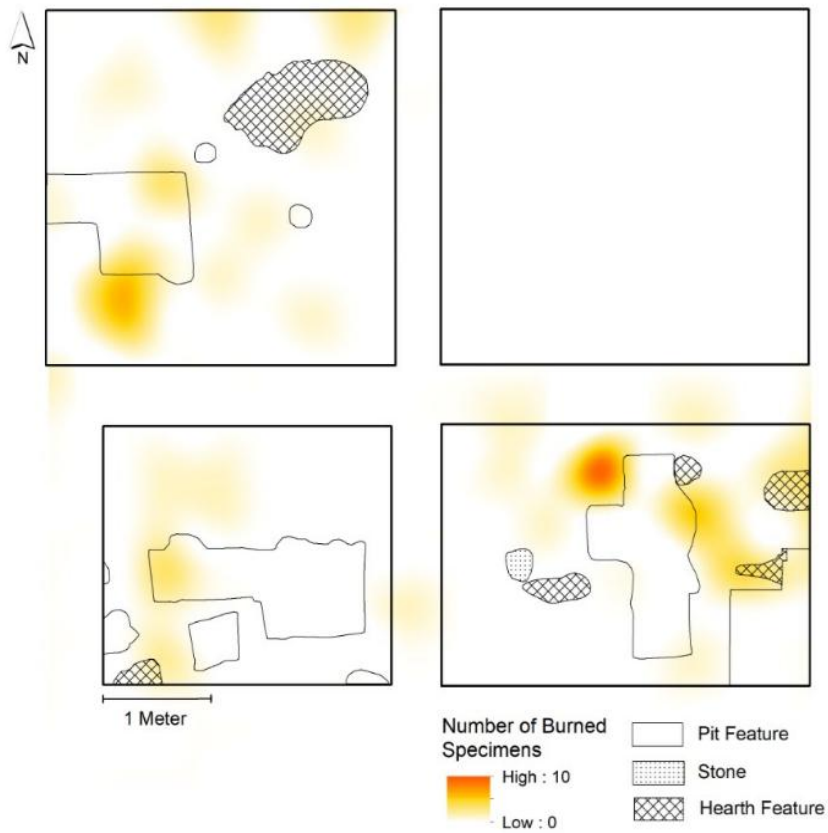 N
1 Meter
Number of Burned
Specimens
High : 10
Low : 0
Pit Feature
Stone
Hearth Feature